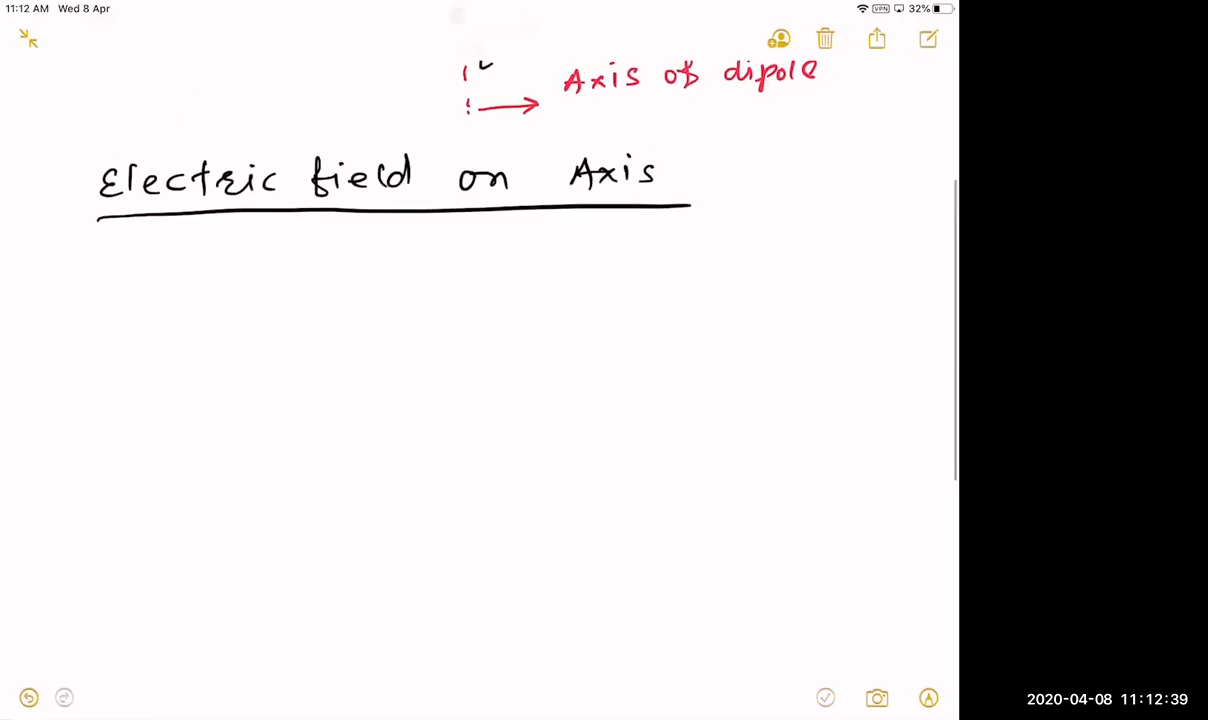 11:12 AM Wed 8 Apr
VPN 32%
Axis of dipole
Electric field on Axis
2020-04-08 11:12:39